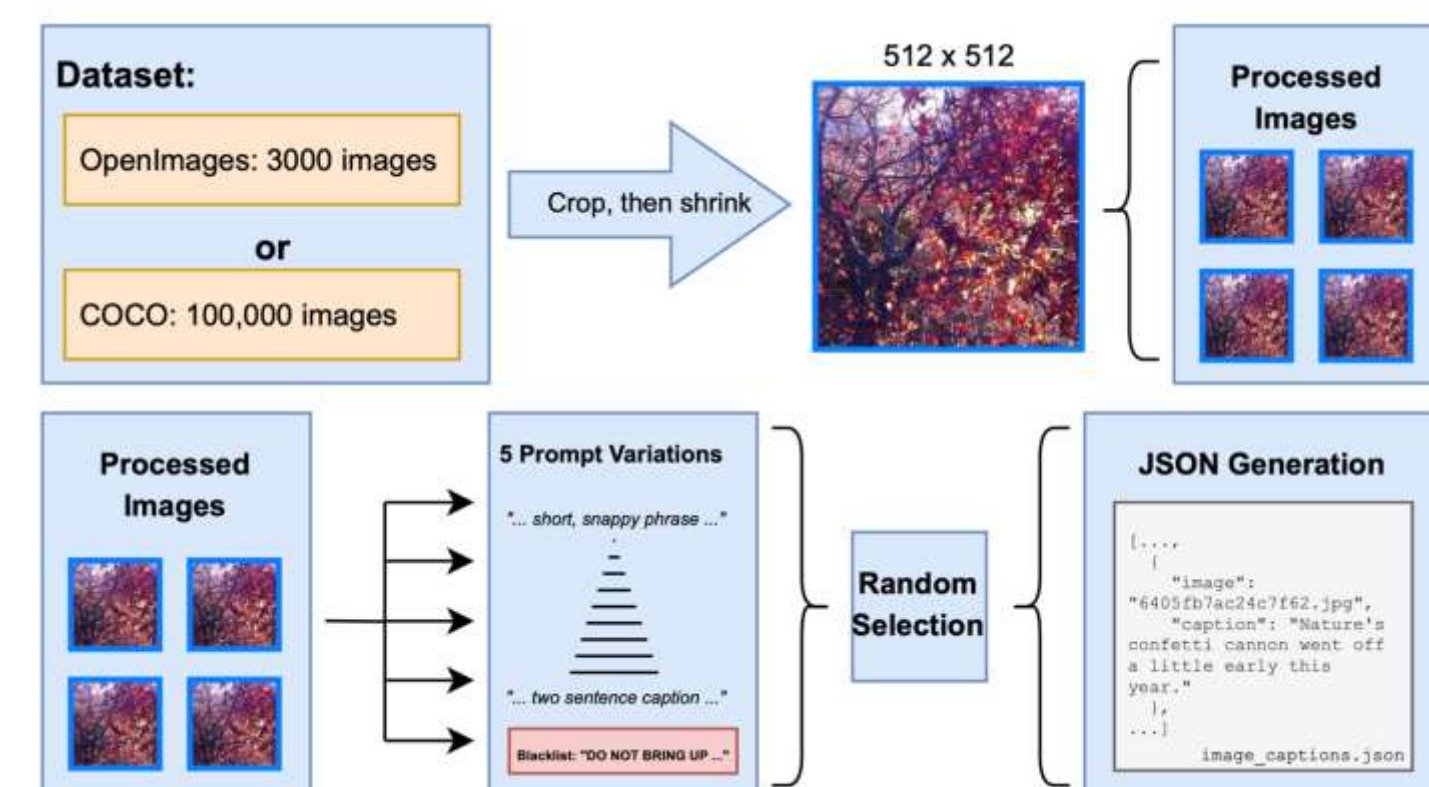 Dataset:
OpenImages: 3000 images
or
COCO: 100,000 images
Crop, then shrink
512 x 512
Processed
Images
Processed
Images
5 Prompt Variations
"... short, snappy phrase ..."
"... two sentence caption ..."
Blacklist: "DO NOT BRING UP ..."
Random
Selection
JSON Generation
[...,
{
"image":
"6405fb7ac24c7f62.jpg",
"caption": "Nature's
confetti cannon went off
a little early this
year."
},
...]
image_captions.json